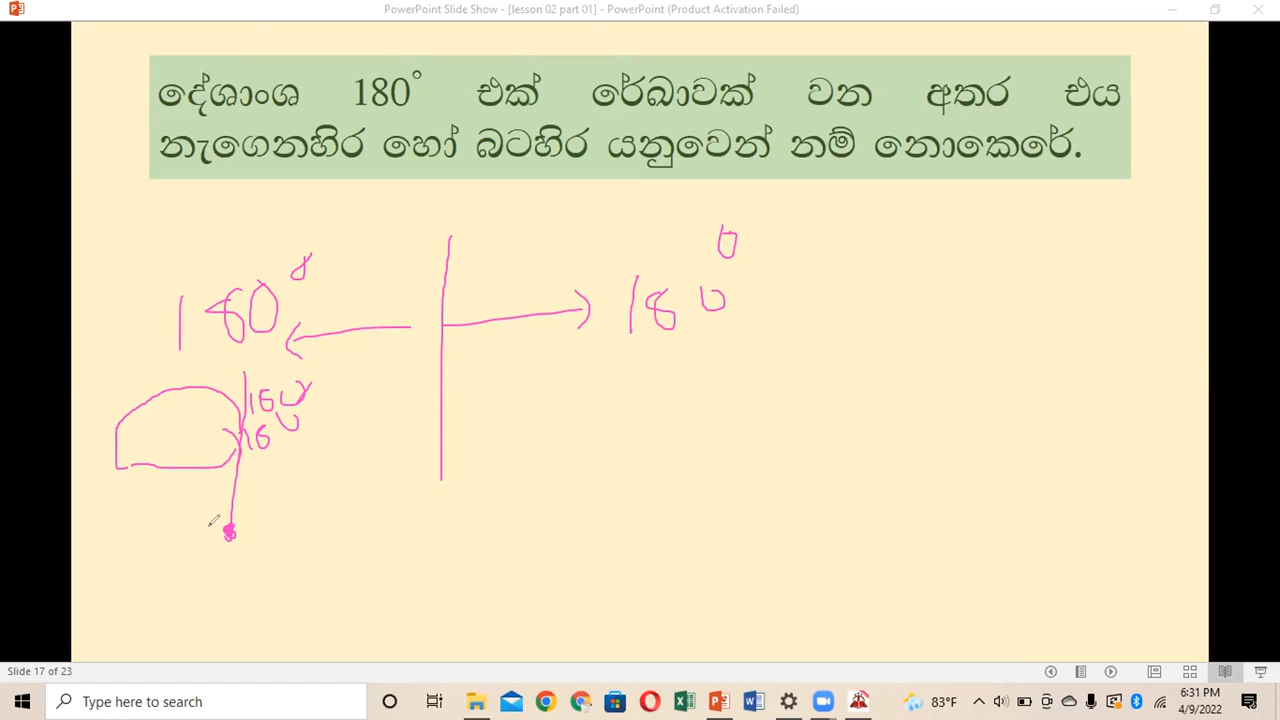 PowerPoint Slide Show - [lesson 02 part 01] - PowerPoint (Product Activation Failed)
දේශාංශ 180° එක් රේඛාවක් වන අතර එය
නැගෙනහිර හෝ බටහිර යනුවෙන් නම් නොකෙරේ.
180° 180°
180°
Slide 17 of 23
Type here to search
83°F
6:31 PM
4/9/2022